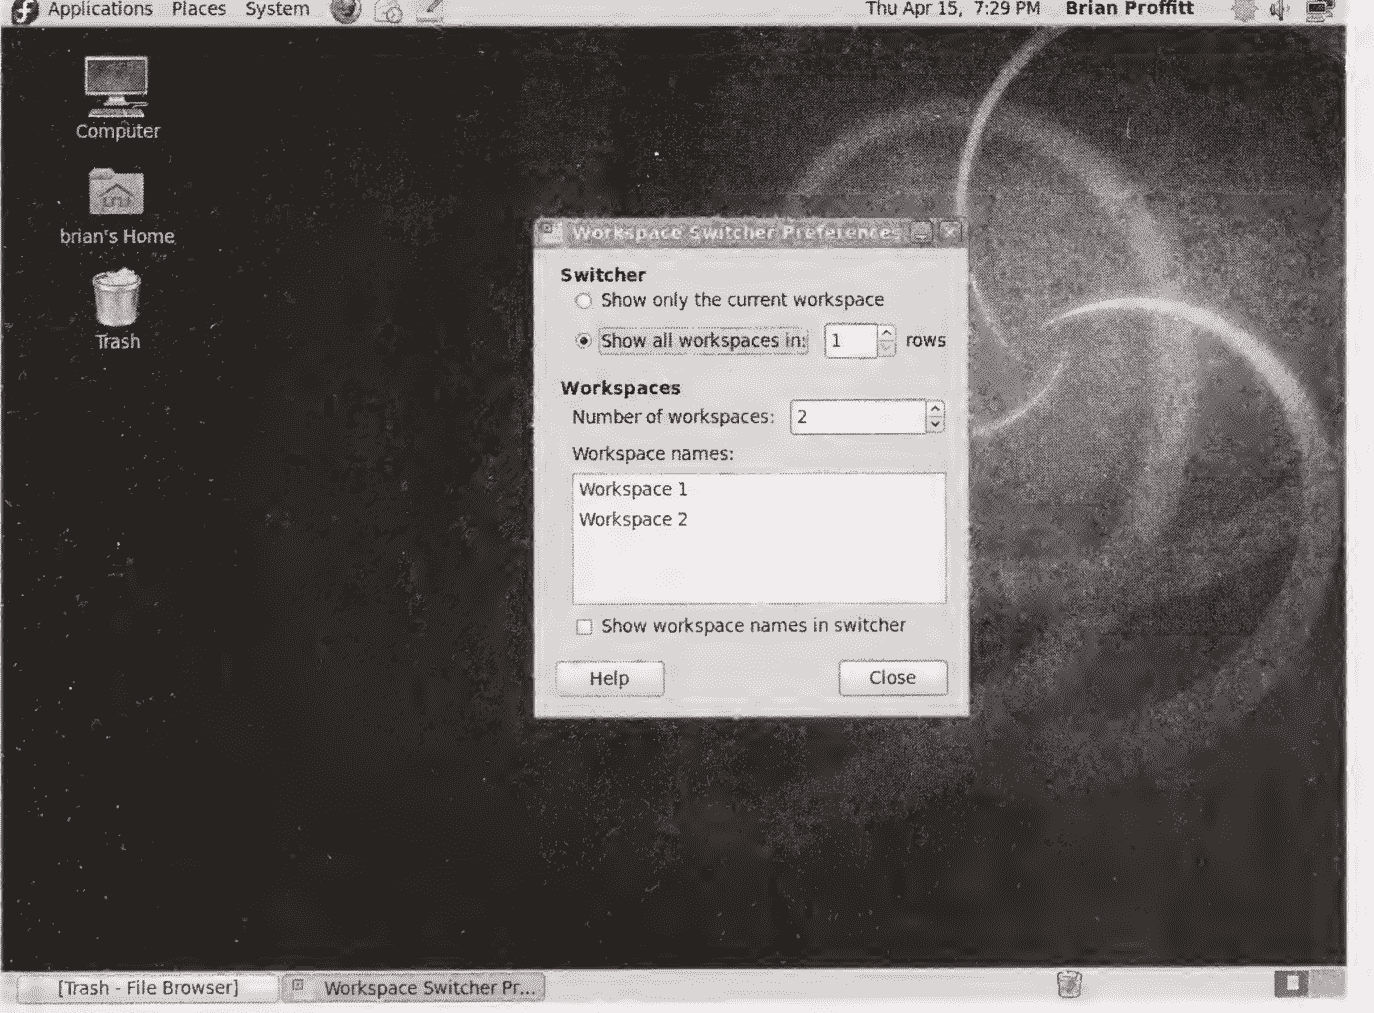 Applications Places System Thu Apr 15, 7:29 PM Brian Proffitt
Computer
brian's Home
Trash
Workspace Switcher Preferences
Switcher
Show only the current workspace
Show all workspaces in: 1 rows
Workspaces
Number of workspaces: 2
Workspace names:
Workspace 1
Workspace 2
Show workspace names in switcher
Help Close
[Trash - File Browser] Workspace Switcher Pr...